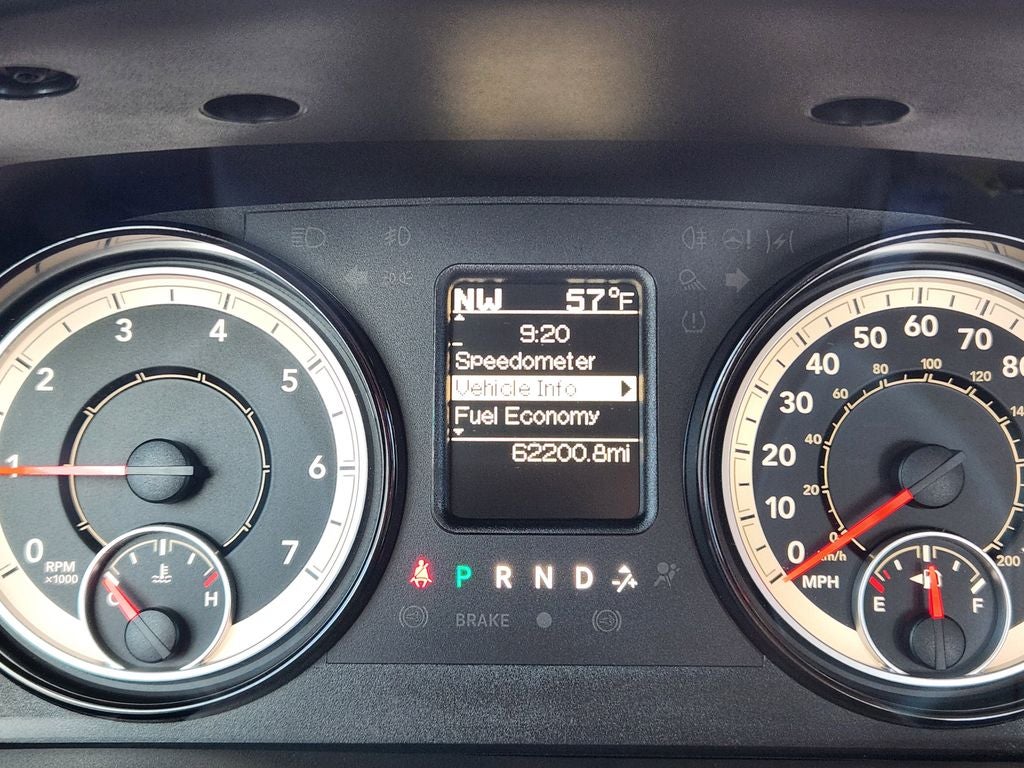 NW 57°F
9:20
Speedometer
Vehicle Info
Fuel Economy
62200.8mi
0 1 2 3 4 5 6 7
RPM
x1000
C H
P R N D
BRAKE
0 10 20 30 40 50 60 70 80
0 20 40 60 80 100 120 200
km/h
MPH
E F